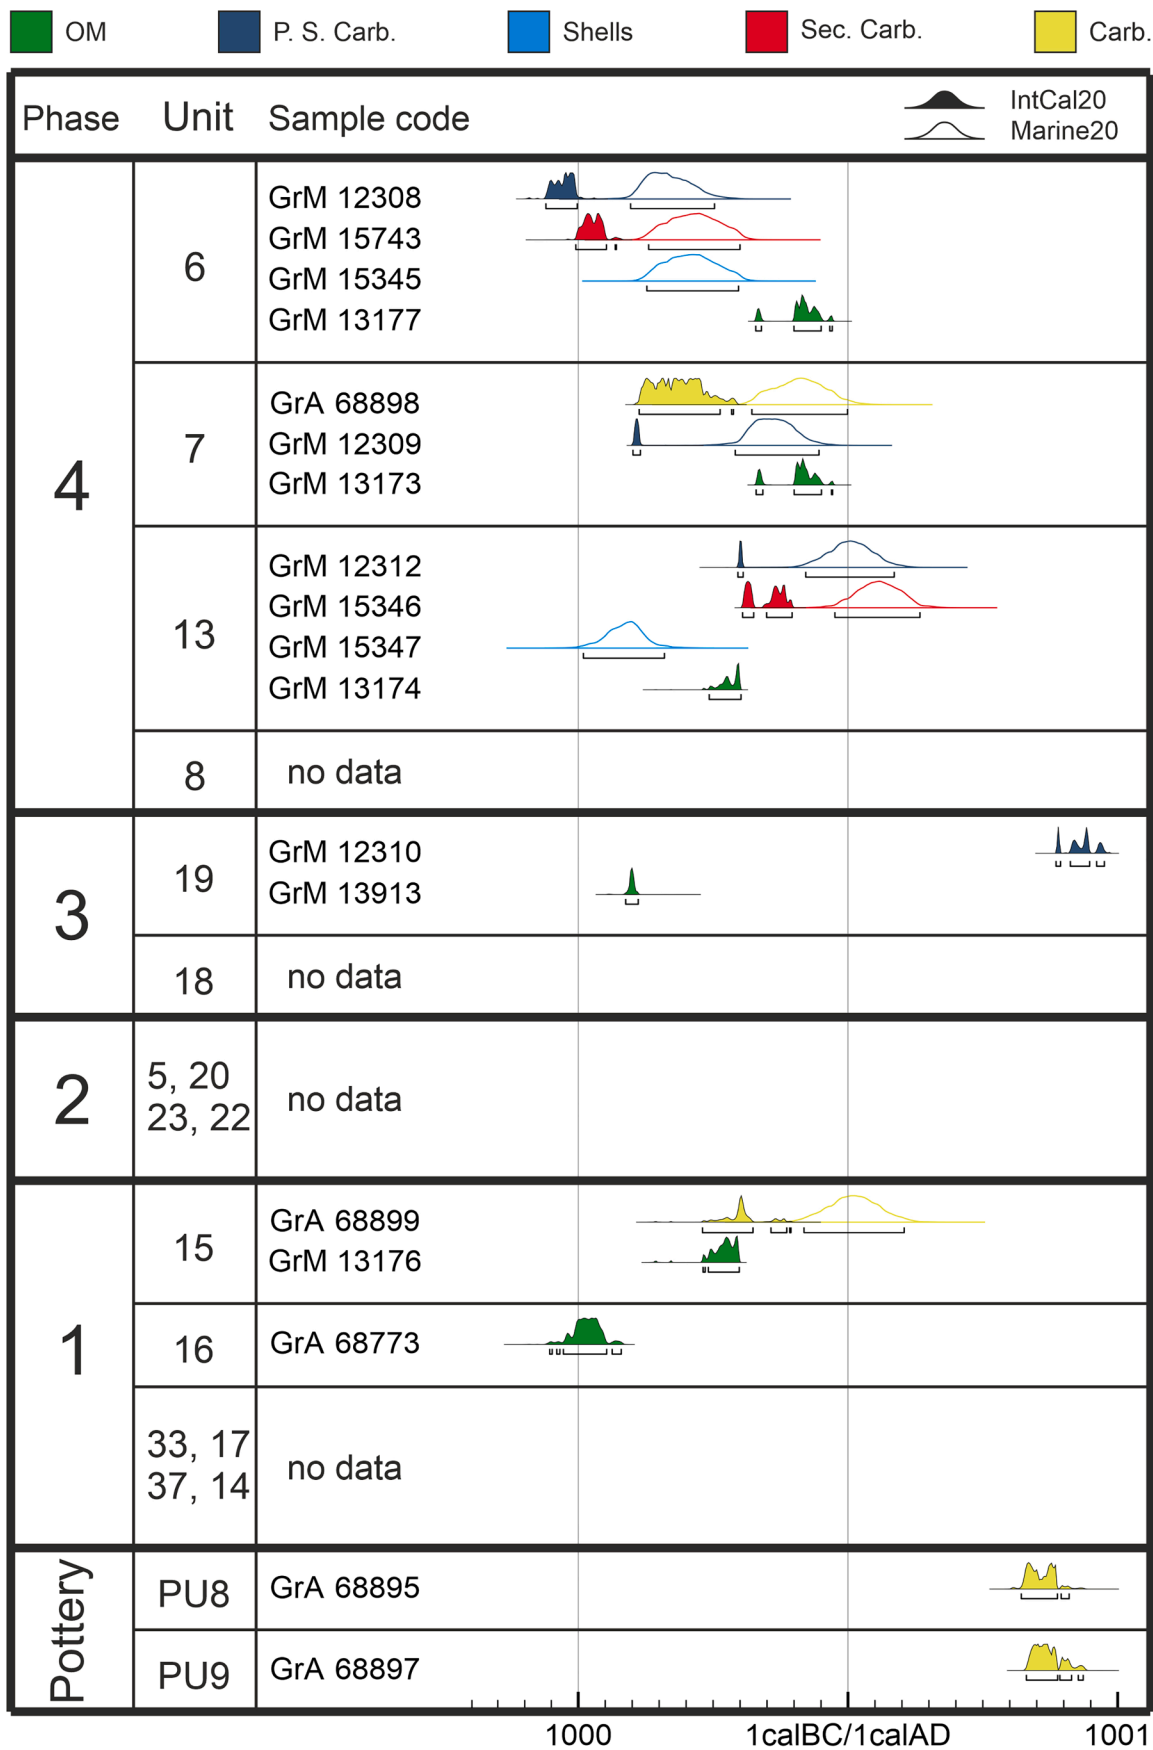 OM P. S. Carb. Shells Sec. Carb. Carb.
Phase Unit Sample code
IntCal20
Marine20
4
6
GrM 12308
GrM 15743
GrM 15345
GrM 13177
7
GrA 68898
GrM 12309
GrM 13173
13
GrM 12312
GrM 15346
GrM 15347
GrM 13174
8 no data
3
19
GrM 12310
GrM 13913
18 no data
2
5, 20
23, 22
no data
1
15
GrA 68899
GrM 13176
16 GrA 68773
33, 17
37, 14
no data
Pottery
PU8 GrA 68895
PU9 GrA 68897
1000 1calBC/1calAD 1001